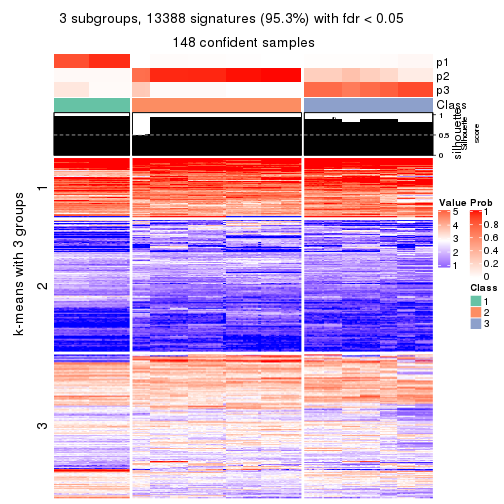 3 subgroups, 13388 signatures (95.3%) with fdr < 0.05
148 confident samples
p1
p2
p3
Class
1
0.5
0
silhouette
Silhouette
score
k-means with 3 groups
1
2
3
Value
5
4
3
2
1
Prob
1
0.8
0.6
0.4
0.2
0
Class
1
2
3